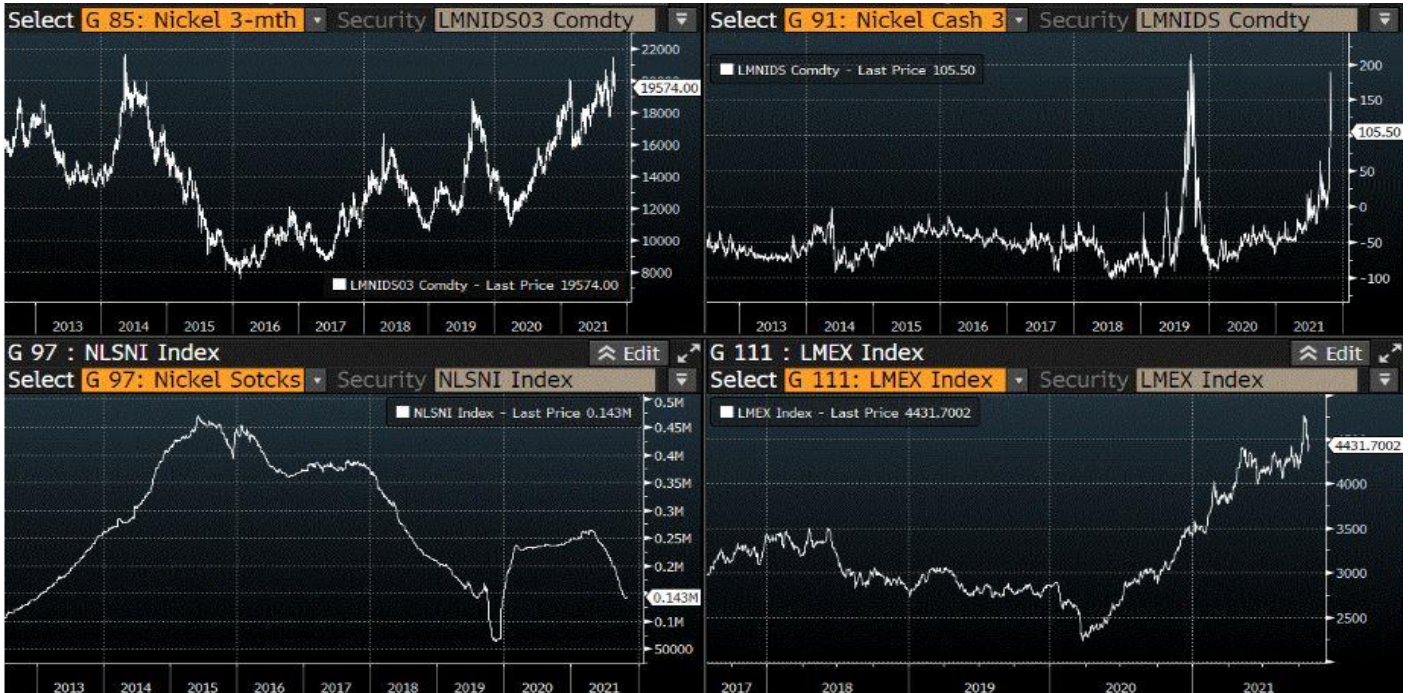 Select G 85: Nickel 3-mth Security LMNIDS03 Comdty
22000
19574.00
18000
16000
14000
12000
10000
8000
LMNIDS03 Comdty - Last Price 19574.00
2013 2014 2015 2016 2017 2018 2019 2020 2021
Select G 91: Nickel Cash 3 Security LMNIDS Comdty
LMNIDS Comdty - Last Price 105.50
200
150
105.50
50
0
-50
-100
2013 2014 2015 2016 2017 2018 2019 2020 2021
G 97 : NLSNI Index Edit
Select G 97: Nickel Sotcks Security NLSNI Index
NLSNI Index - Last Price 0.143M
0.5M
0.45M
0.4M
0.35M
0.3M
0.25M
0.2M
0.143M
0.1M
50000
2013 2014 2015 2016 2017 2018 2019 2020 2021
G 111 : LMEX Index Edit
Select G 111: LMEX Index Security LMEX Index
LMEX Index - Last Price 4431.7002
4431.7002
4000
3500
3000
2500
2017 2018 2019 2020 2021